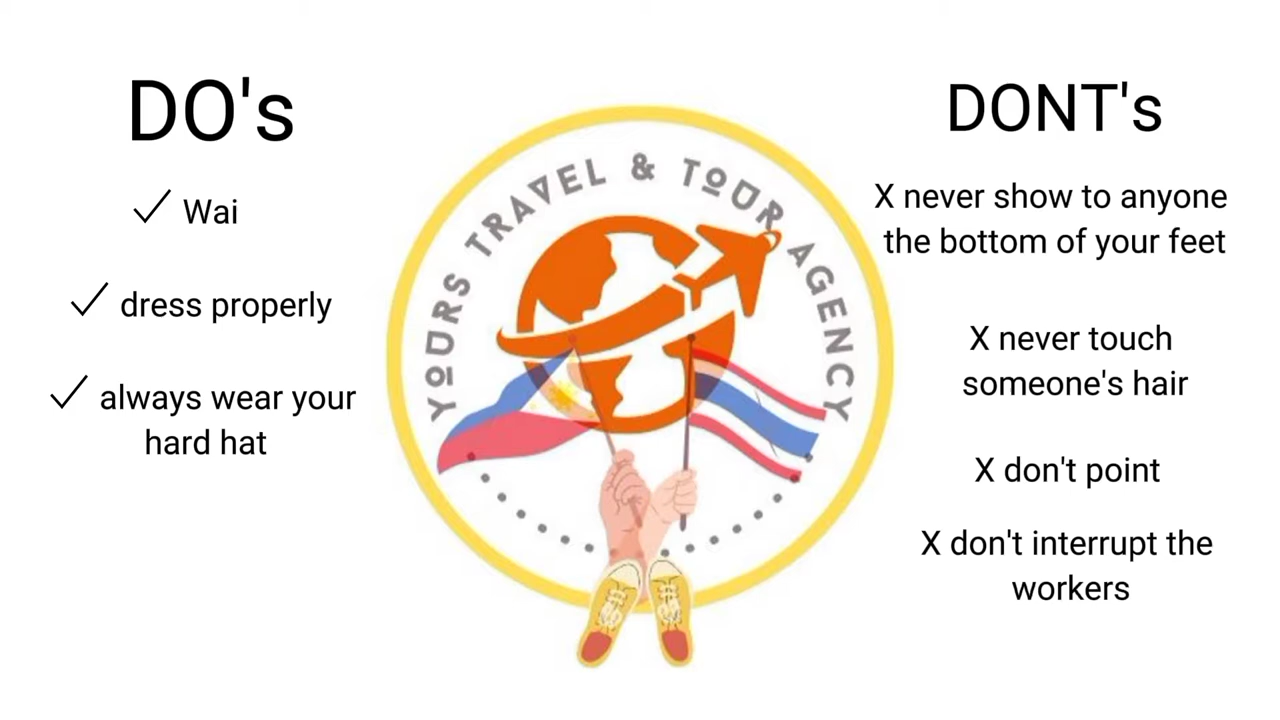 DO's
✓ Wai
✓ dress properly
✓ always wear your
hard hat
YOURS TRAVEL & TOUR AGENCY
DONT's
X never show to anyone
the bottom of your feet
X never touch
someone's hair
X don't point
X don't interrupt the
workers